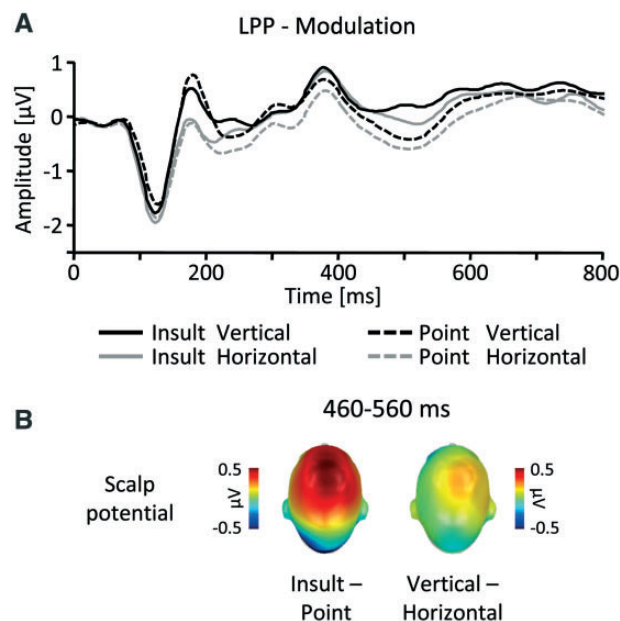 A
LPP - Modulation
1
0
-1
-2
Amplitude [μV]
0 200 400 600 800
Time [ms]
Insult Vertical Point Vertical
Insult Horizontal Point Horizontal
B
460-560 ms
Scalp potential
0.5
μV
-0.5
0.5
μV
-0.5
Insult –
Point
Vertical –
Horizontal